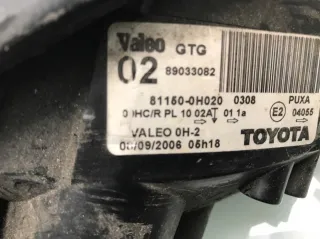 Valeo GTG
02 89033082
81150-0H020 0308 PUXA
HC/R PL 10 02A 01 1a E2 04055
VALEO 0H-2 TOYOTA
/09/2006 05h18